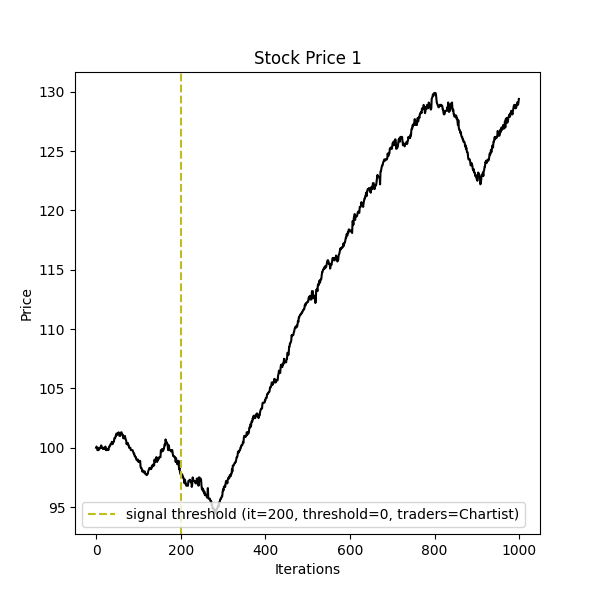 Stock Price 1
Price
130
125
120
115
110
105
100
95
signal threshold (it=200, threshold=0, traders=Chartist)
0 200 400 600 800 1000
Iterations